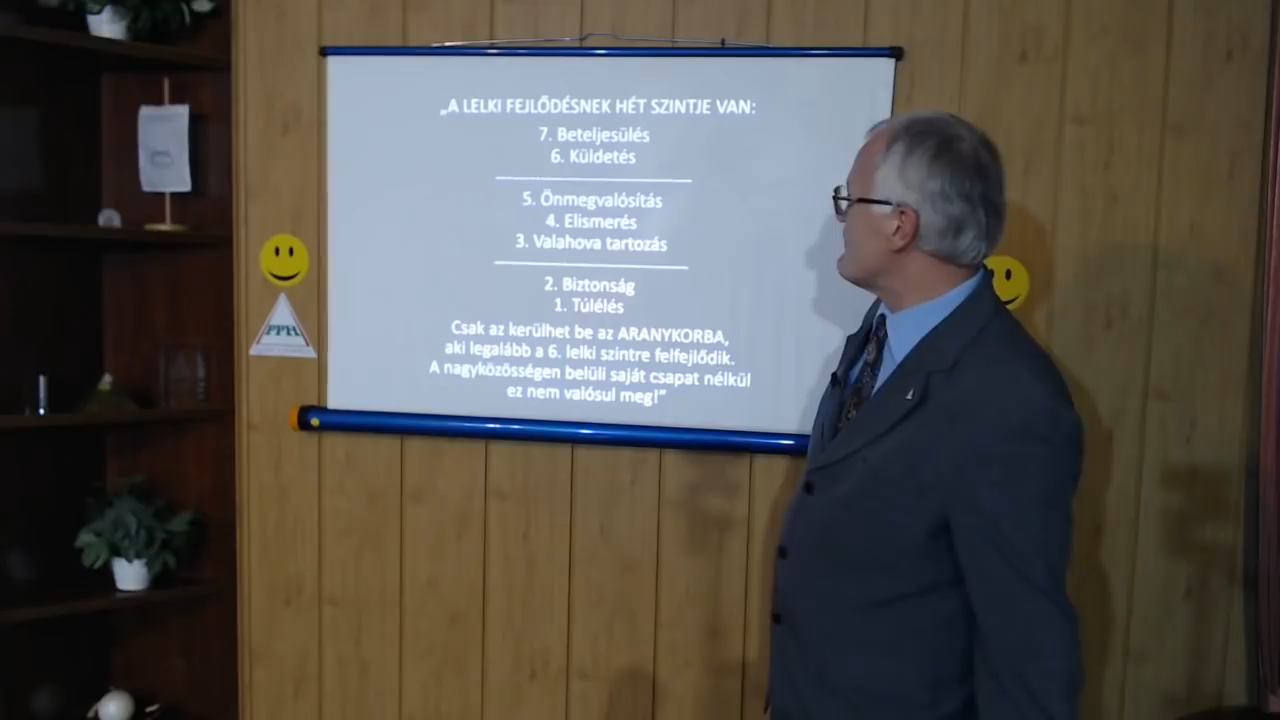 „A LELKI FEJLŐDÉSNEK HÉT SZINTJE VAN:
7. Beteljesülés
6. Küldetés
5. Önmegvalósítás
4. Elismerés
3. Valahova tartozás
2. Biztonság
1. Túlélés
Csak az kerülhet be az ARANYKORBA,
aki legalább a 6. lelki szintre felfejlődik.
A nagyközösségen belüli saját csapat nélkül
ez nem valósul meg!”
PPH